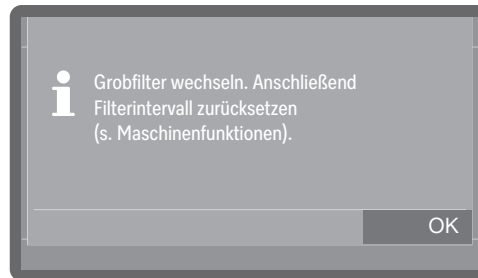 Grobfilter wechseln. Anschließend
Filterintervall zurücksetzen
(s. Maschinenfunktionen).
OK